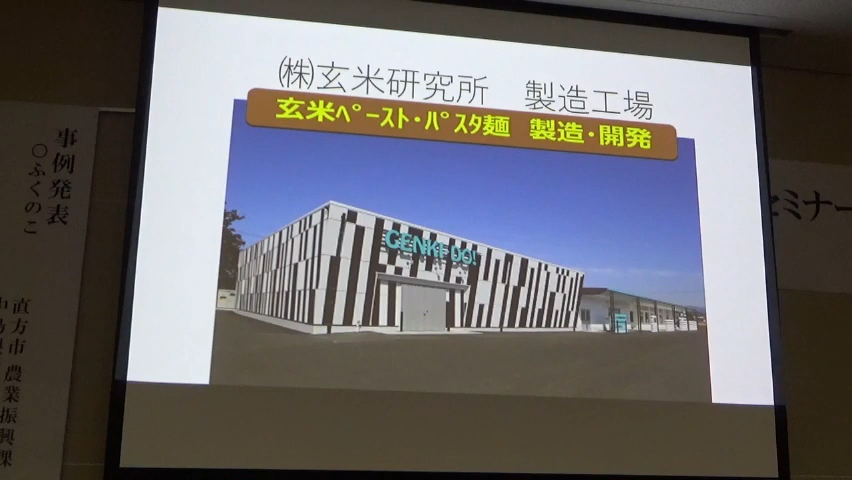 ㈱玄米研究所　製造工場
玄米ﾍﾟｰｽﾄ・ﾊﾟｽﾀ麺　製造・開発
GENKI-DO!
事例発表
○ふくのこ
直方市 農業振興課
セミナー